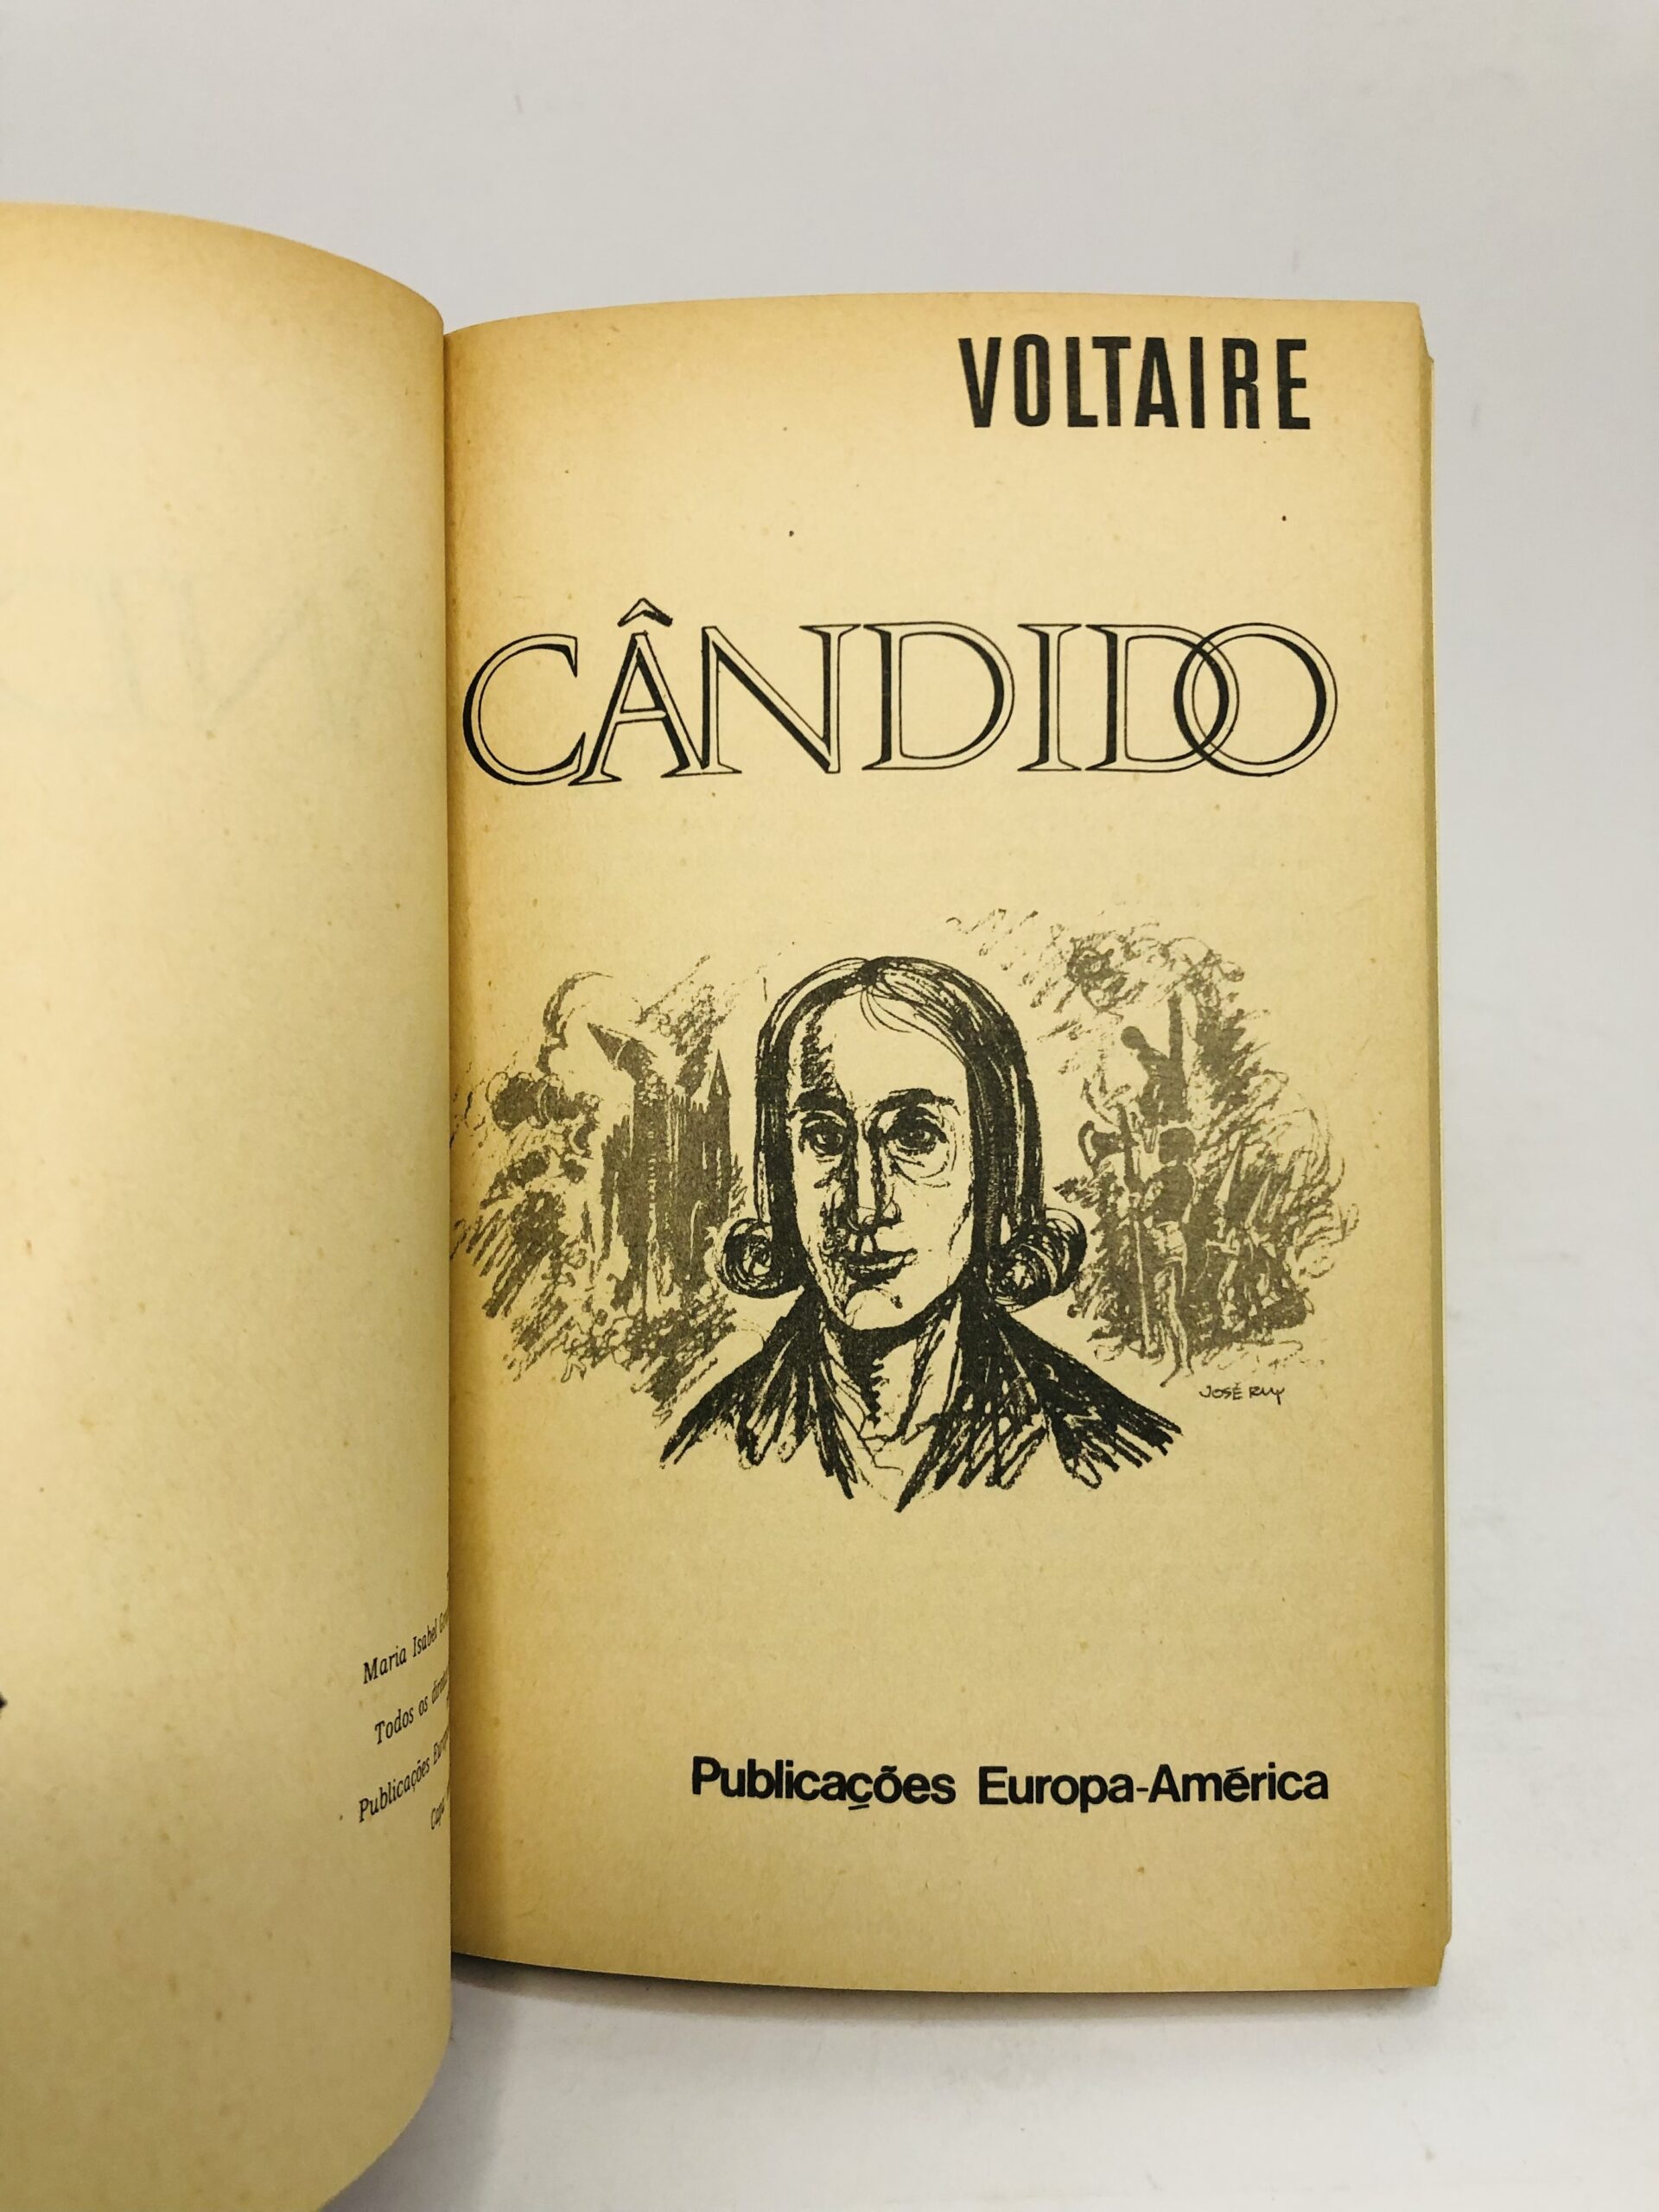 Maria Isabel
Todos os
Publicações
VOLTAIRE
CÂNDIDO
JOSÉ RUY
Publicações Europa-América